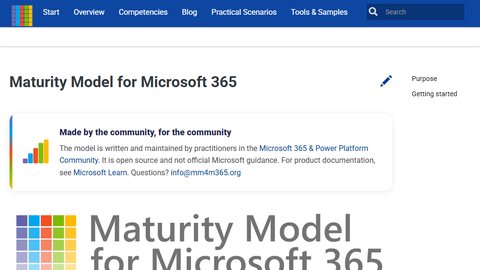 Start Overview Competencies Blog Practical Scenarios Tools & Samples Search
Maturity Model for Microsoft 365
Purpose
Getting started
Made by the community, for the community
The model is written and maintained by practitioners in the Microsoft 365 & Power Platform
Community. It is open source and not official Microsoft guidance. For product documentation,
see Microsoft Learn. Questions? info@mm4m365.org
Maturity Model
for Microsoft 365